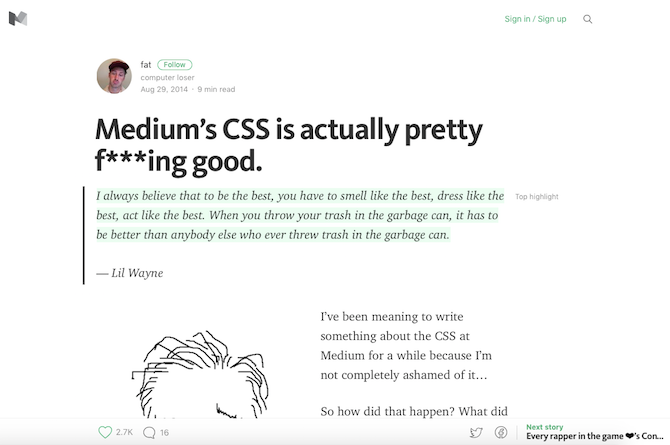 Sign in / Sign up
fat Follow
computer loser
Aug 29, 2014 · 9 min read
Medium’s CSS is actually pretty
f***ing good.
I always believe that to be the best, you have to smell like the best, dress like the
best, act like the best. When you throw your trash in the garbage can, it has to
be better than anybody else who ever threw trash in the garbage can.
Top highlight
— Lil Wayne
I’ve been meaning to write
something about the CSS at
Medium for a while because I’m
not completely ashamed of it…
So how did that happen? What did
2.7K 16
Next story
Every rapper in the game ❤’s Con...